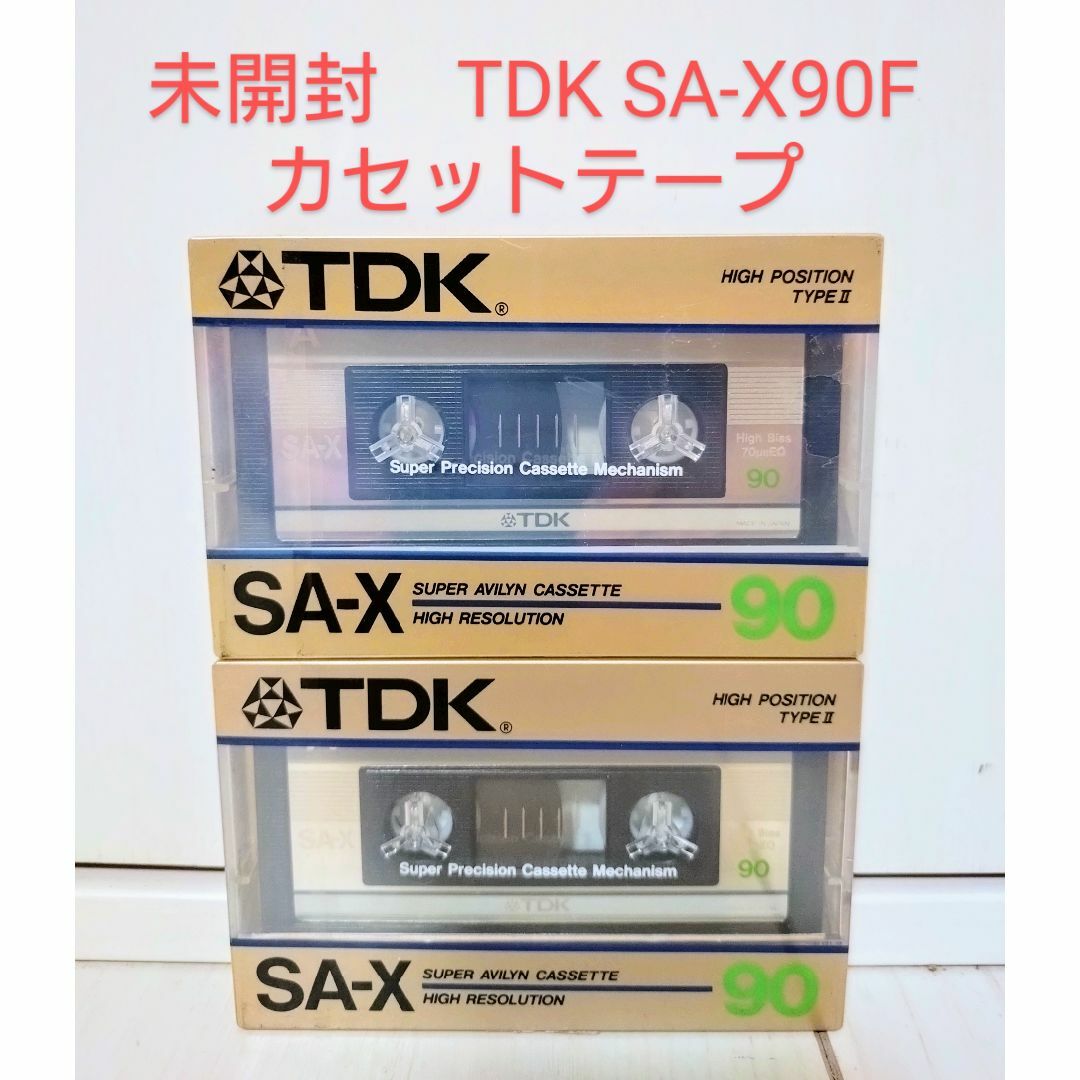 未開封　TDK SA-X90F
カセットテープ
TDK®
HIGH POSITION
TYPE II
A
SA-X
High Bias
70μsEQ
90
Super Precision Cassette Mechanism
TDK
MADE IN JAPAN
SA-X
SUPER AVILYN CASSETTE
HIGH RESOLUTION
90
TDK®
HIGH POSITION
TYPE II
SA-X
Bias
90
Super Precision Cassette Mechanism
TDK
SA-X
SUPER AVILYN CASSETTE
HIGH RESOLUTION
90